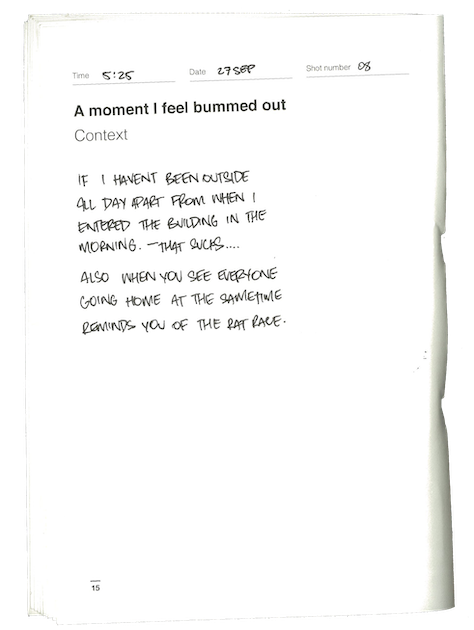 Time 5:25 Date 27 SEP Shot number 08
A moment I feel bummed out
Context
IF I HAVENT BEEN OUTSIDE
ALL DAY APART FROM WHEN I
ENTERED THE BUILDING IN THE
MORNING. – THAT SUCKS....
ALSO WHEN YOU SEE EVERYONE
GOING HOME AT THE SAMETIME
REMINDS YOU OF THE RAT RACE.
15